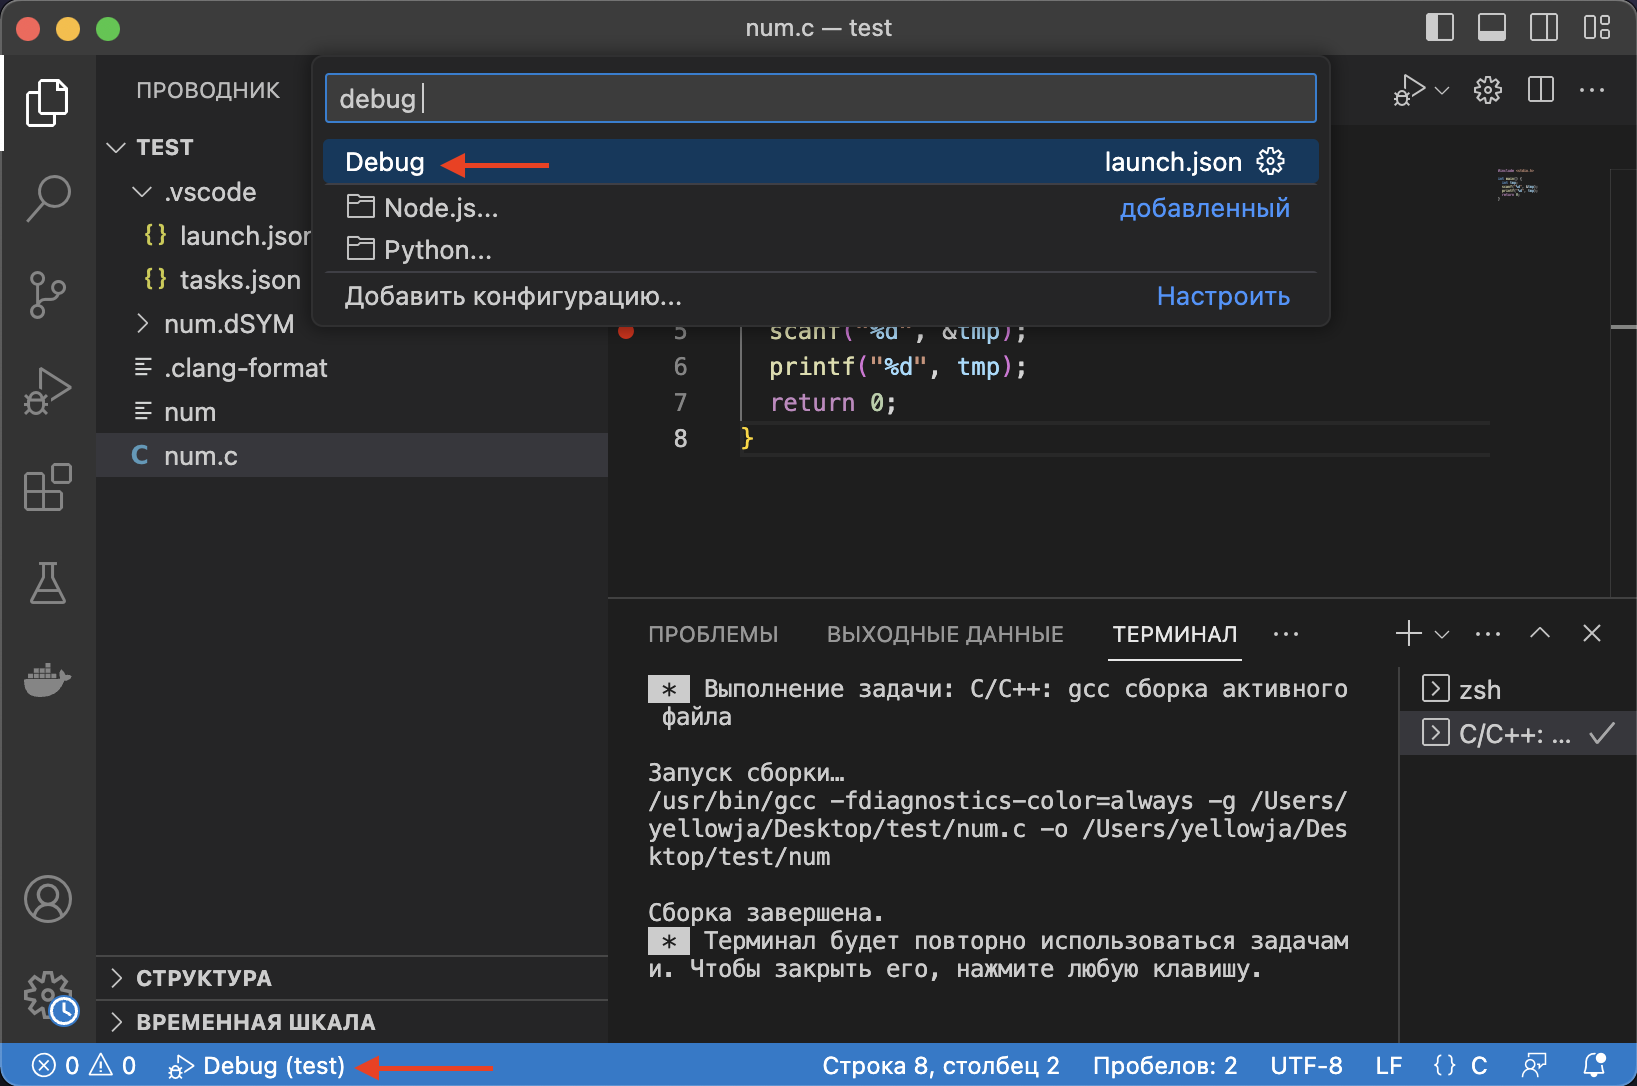 num.c — test
ПРОВОДНИК
debug
Debug launch.json
Node.js... добавленный
Python...
Добавить конфигурацию... Настроить
TEST
.vscode
{} launch.json
{} tasks.json
num.dSYM
.clang-format
num
C num.c
5 scanf("%d", &tmp);
6 printf("%d", tmp);
7 return 0;
8 }
ПРОБЛЕМЫ ВЫХОДНЫЕ ДАННЫЕ ТЕРМИНАЛ ...
* Выполнение задачи: C/C++: gcc сборка активного
файла
Запуск сборки…
/usr/bin/gcc -fdiagnostics-color=always -g /Users/
yellowja/Desktop/test/num.c -o /Users/yellowja/Des
ktop/test/num
Сборка завершена.
* Терминал будет повторно использоваться задачам
и. Чтобы закрыть его, нажмите любую клавишу.
zsh
C/C++: ...
СТРУКТУРА
ВРЕМЕННАЯ ШКАЛА
0 0 Debug (test) Строка 8, столбец 2 Пробелов: 2 UTF-8 LF {} C